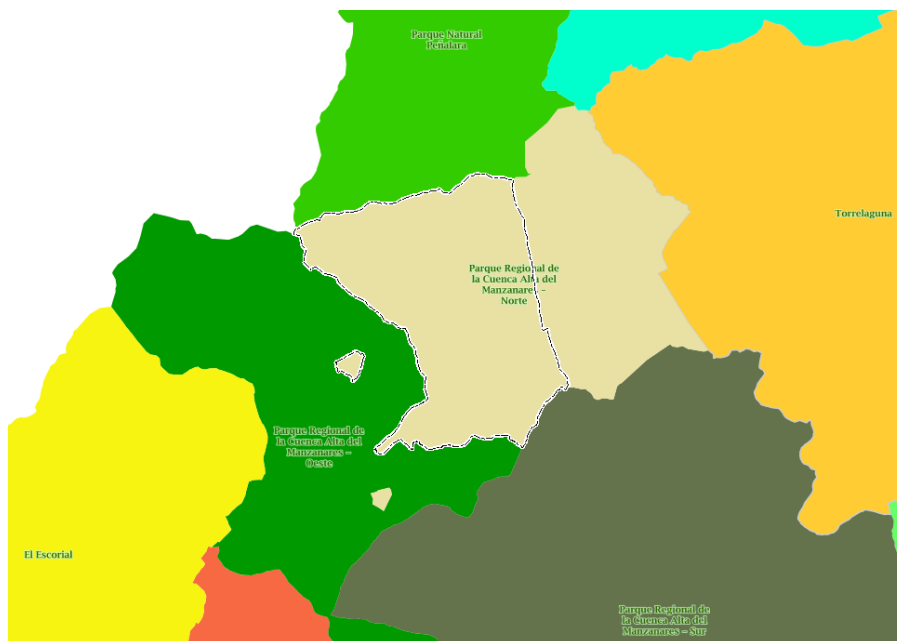 Parque Natural
Peñalara
Torrelaguna
Parque Regional de
la Cuenca Alta del
Manzanares –
Norte
Parque Regional de
la Cuenca Alta del
Manzanares –
Oeste
El Escorial
Parque Regional de
la Cuenca Alta del
Manzanares – Sur